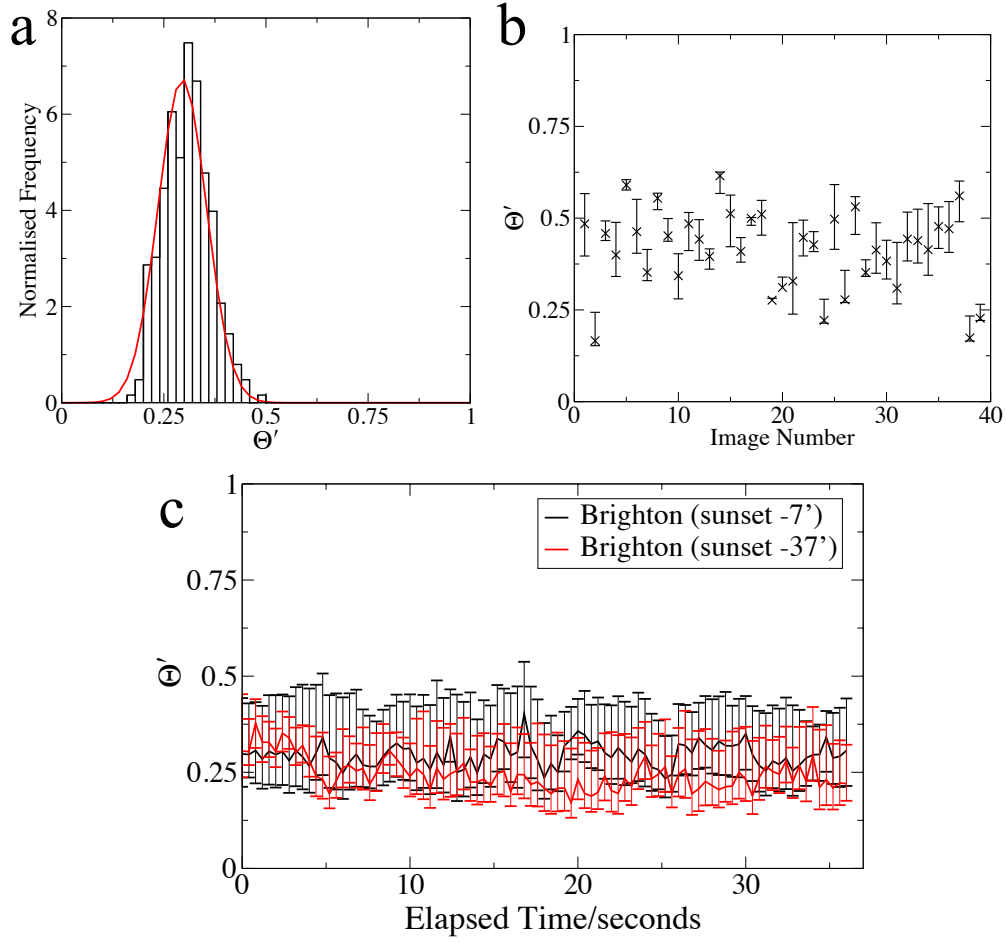 a
8
6
4
2
0
Normalised Frequency
0
0.25
0.5
0.75
1
Θ′
b
1
0.75
0.5
0.25
0
Θ′
0
10
20
30
40
Image Number
c
1
0.75
0.5
0.25
0
Θ′
Brighton (sunset -7’)
Brighton (sunset -37’)
0
10
20
30
Elapsed Time/seconds